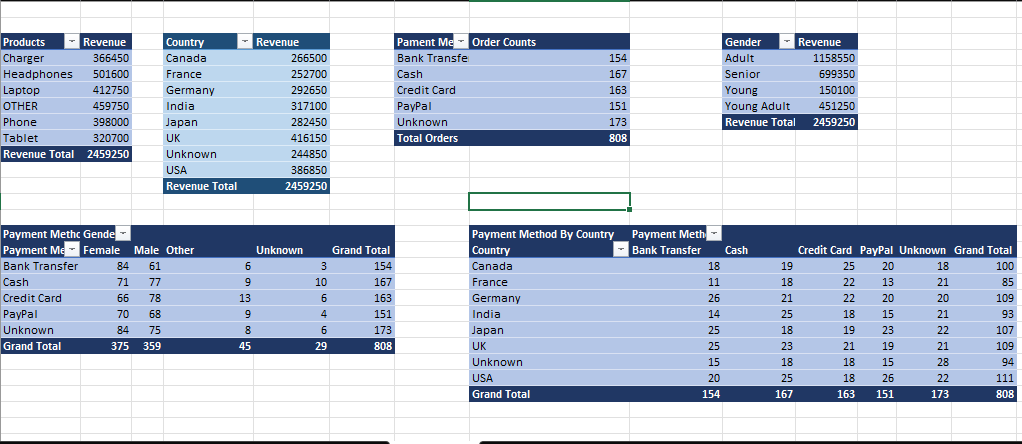 Products Revenue
Charger 366450
Headphones 501600
Laptop 412750
OTHER 459750
Phone 398000
Tablet 320700
Revenue Total 2459250
Country Revenue
Canada 266500
France 252700
Germany 292650
India 317100
Japan 282450
UK 416150
Unknown 244850
USA 386850
Revenue Total 2459250
Pament Me Order Counts
Bank Transfe 154
Cash 167
Credit Card 163
PayPal 151
Unknown 173
Total Orders 808
Gender Revenue
Adult 1158550
Senior 699350
Young 150100
Young Adult 451250
Revenue Total 2459250
Payment Methc Gende
Payment Me Female Male Other Unknown Grand Total
Bank Transfer 84 61 6 3 154
Cash 71 77 9 10 167
Credit Card 66 78 13 6 163
PayPal 70 68 9 4 151
Unknown 84 75 8 6 173
Grand Total 375 359 45 29 808
Payment Method By Country Payment Meth
Country Bank Transfer Cash Credit Card PayPal Unknown Grand Total
Canada 18 19 25 20 18 100
France 11 18 22 13 21 85
Germany 26 21 22 20 20 109
India 14 25 18 15 21 93
Japan 25 18 19 23 22 107
UK 25 23 21 19 21 109
Unknown 15 18 18 15 28 94
USA 20 25 18 26 22 111
Grand Total 154 167 163 151 173 808